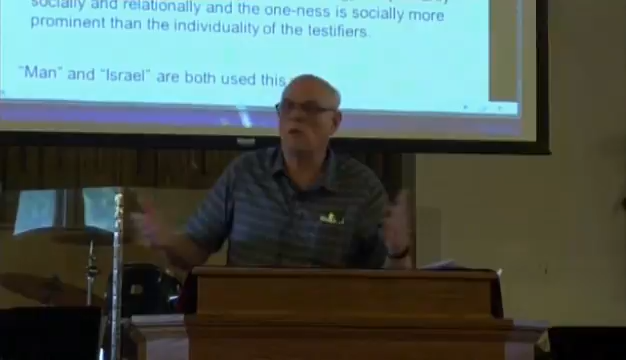 socially and relationally and the one-ness is socially more
prominent than the individuality of the testifiers.
"Man" and "Israel" are both used this